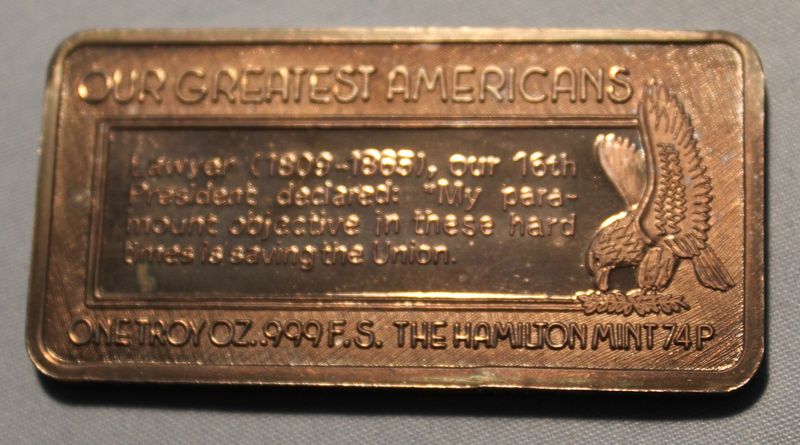 OUR GREATEST AMERICANS
Lawyer (1809-1865), our 16th
President declared: "My para-
mount objective in these hard
times is saving the Union.
ONE TROY OZ. .999 F.S. THE HAMILTON MINT 74P